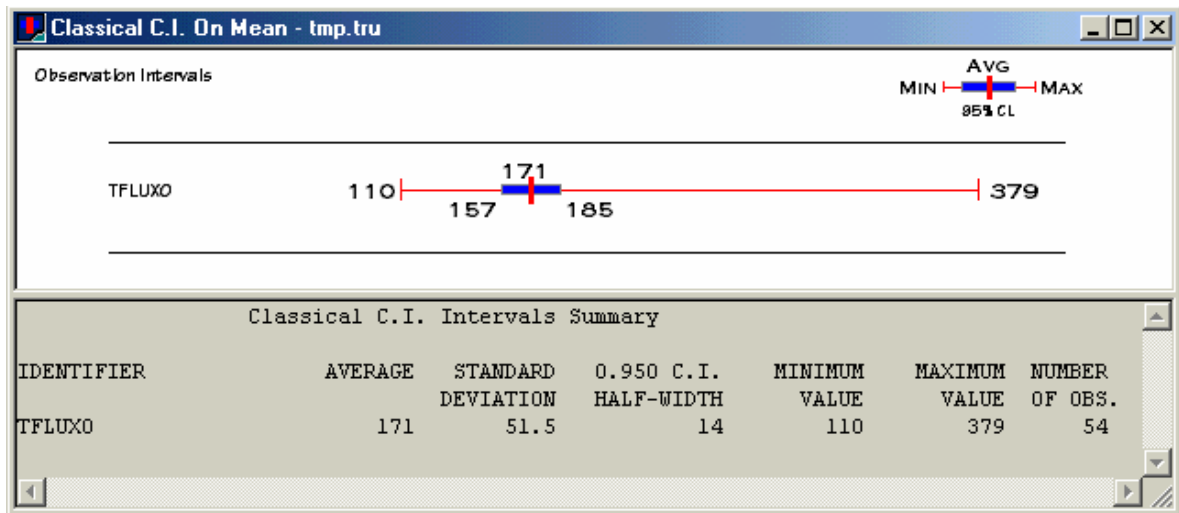 Classical C.I. On Mean - tmp.tru
Observation Intervals
AVG
MIN MAX
95% CL
171
TFLUXO 110 379
157 185
Classical C.I. Intervals Summary
IDENTIFIER AVERAGE STANDARD 0.950 C.I. MINIMUM MAXIMUM NUMBER
DEVIATION HALF-WIDTH VALUE VALUE OF OBS.
TFLUXO 171 51.5 14 110 379 54